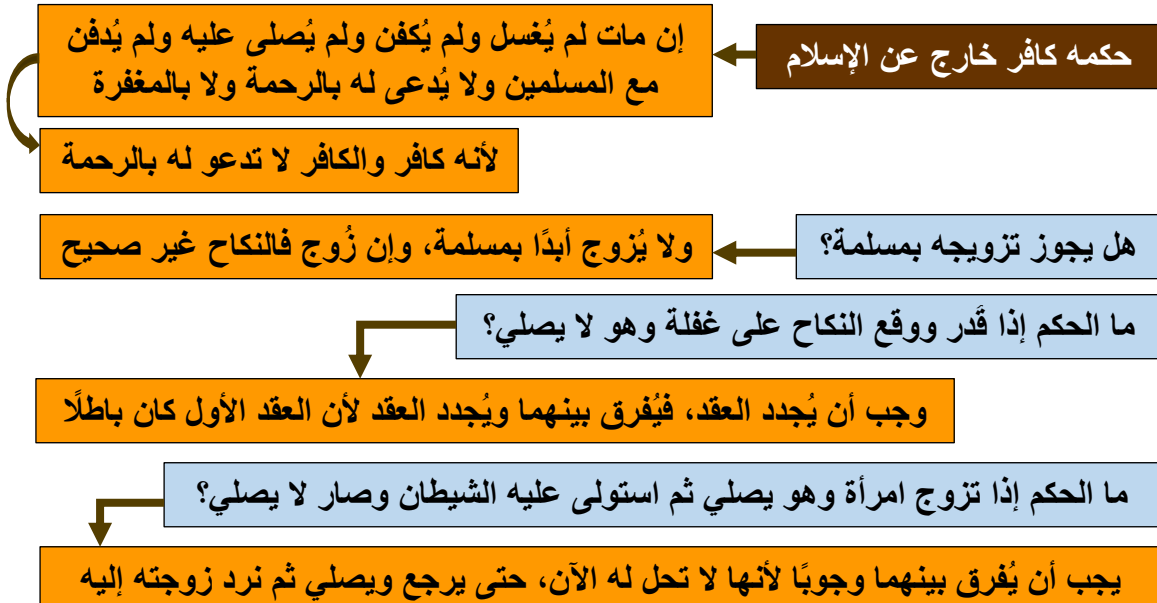 حكمه كافر خارج عن الإسلام
إن مات لم يُغسل ولم يُكفن ولم يُصلى عليه ولم يُدفن
مع المسلمين ولا يُدعى له بالرحمة ولا بالمغفرة
لأنه كافر والكافر لا تدعو له بالرحمة
هل يجوز تزويجه بمسلمة؟
ولا يُزوج أبدًا بمسلمة، وإن زُوج فالنكاح غير صحيح
ما الحكم إذا قُدر ووقع النكاح على غفلة وهو لا يصلي؟
وجب أن يُجدد العقد، فيُفرق بينهما ويُجدد العقد لأن العقد الأول كان باطلًا
ما الحكم إذا تزوج امرأة وهو يصلي ثم استولى عليه الشيطان وصار لا يصلي؟
يجب أن يُفرق بينهما وجوبًا لأنها لا تحل له الآن، حتى يرجع ويصلي ثم نرد زوجته إليه